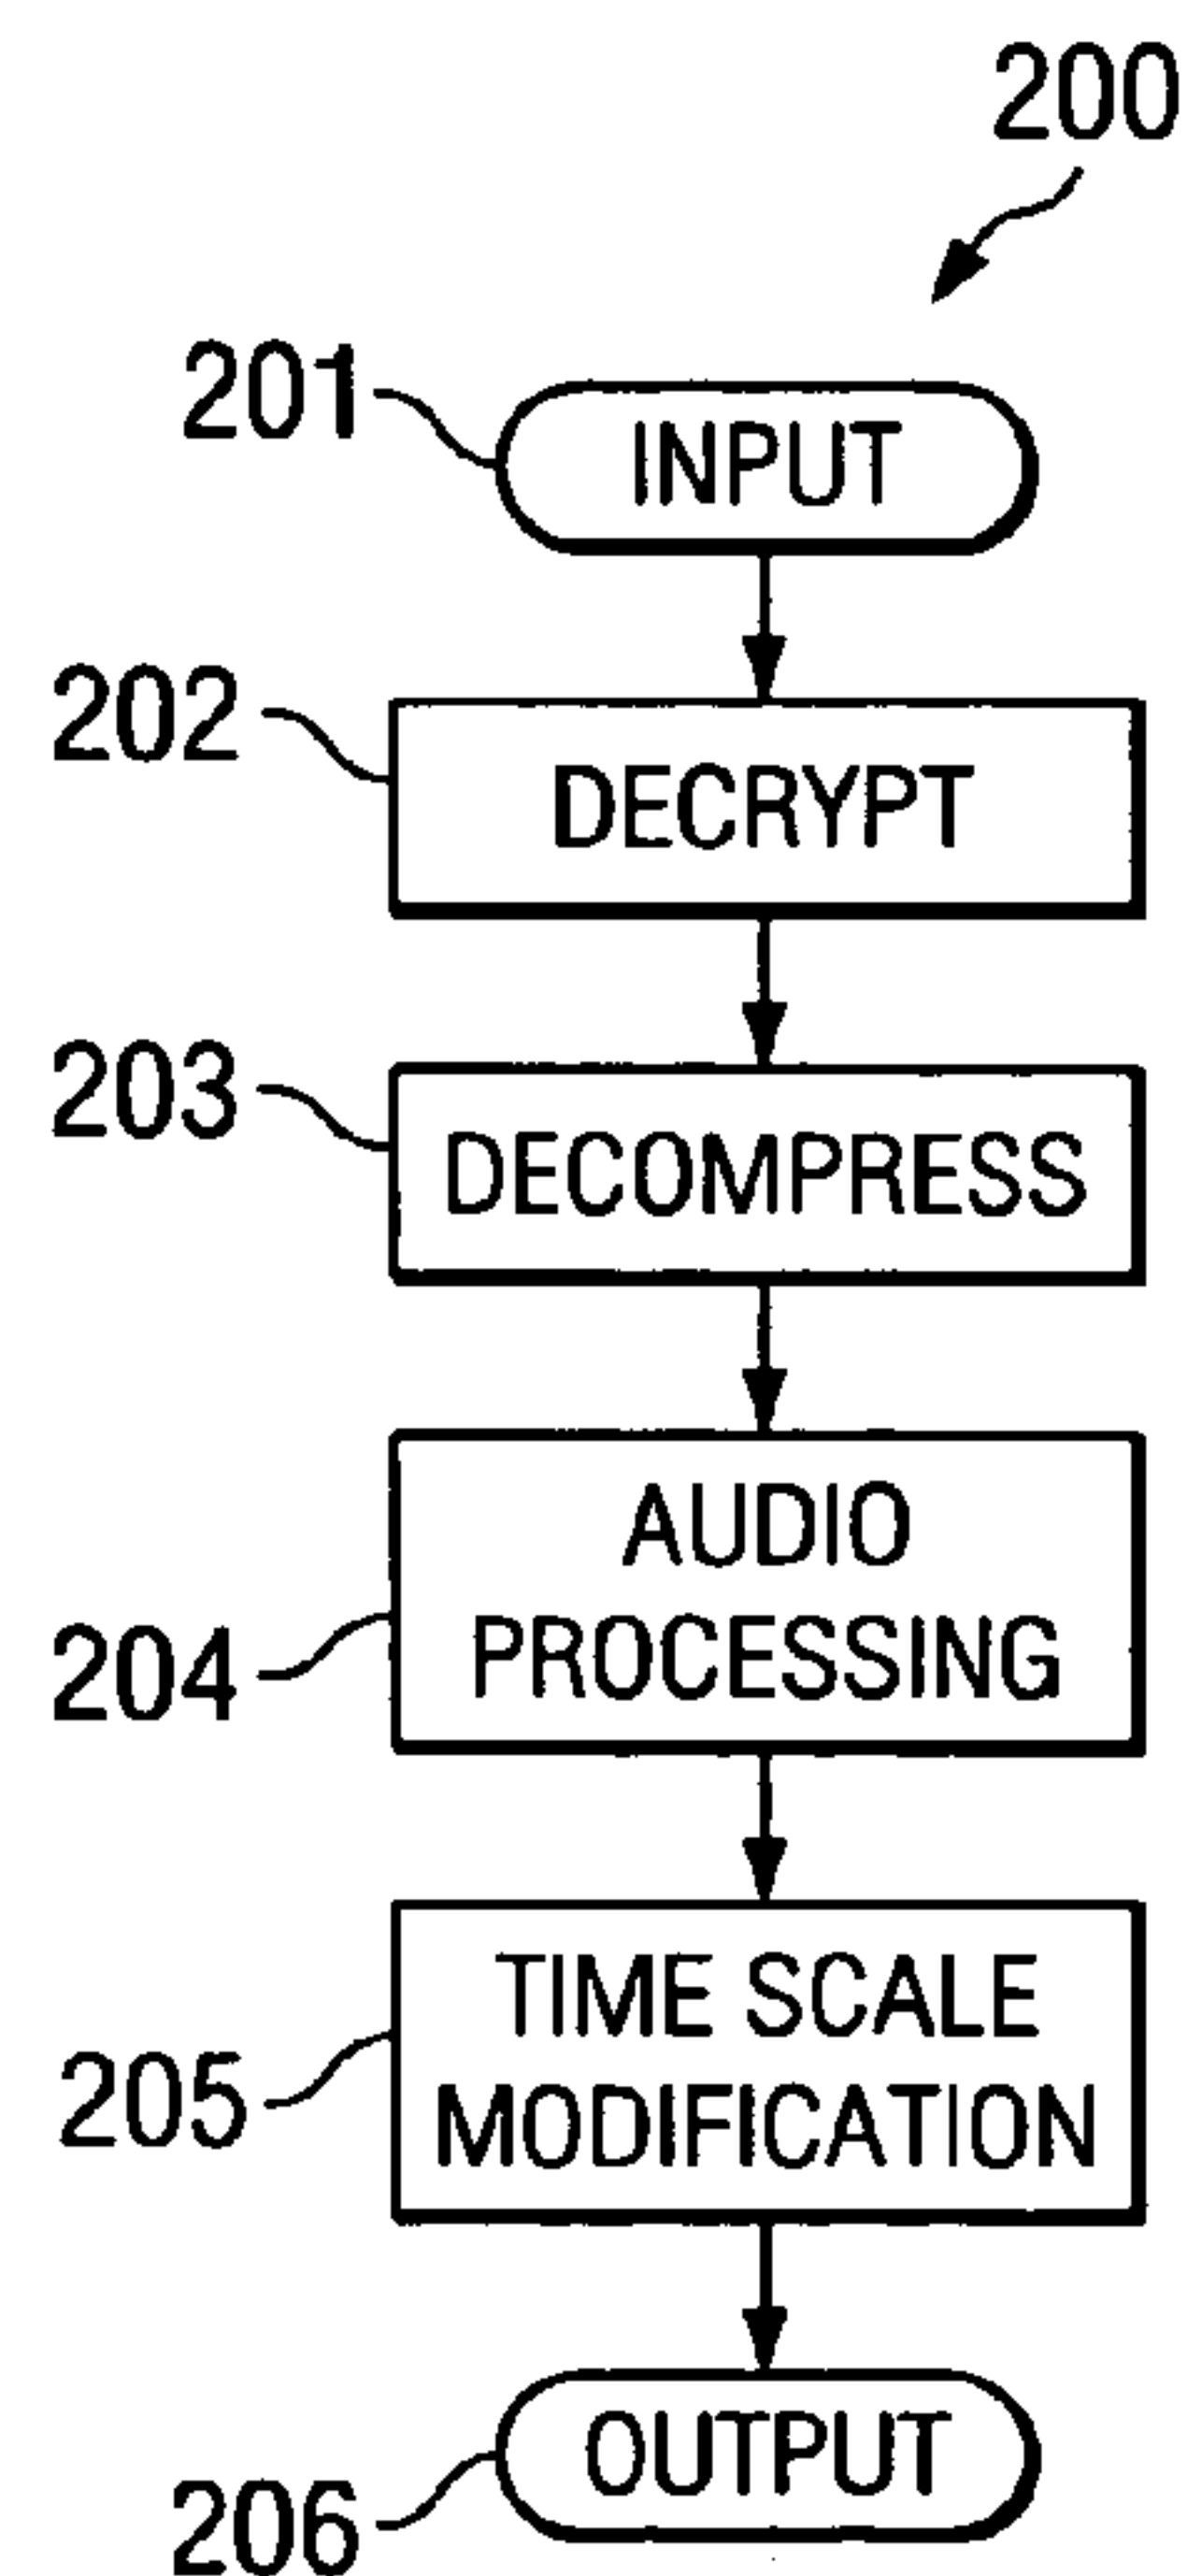 200
201
INPUT
202
DECRYPT
203
DECOMPRESS
AUDIO
PROCESSING
204
TIME SCALE
MODIFICATION
205
OUTPUT
206